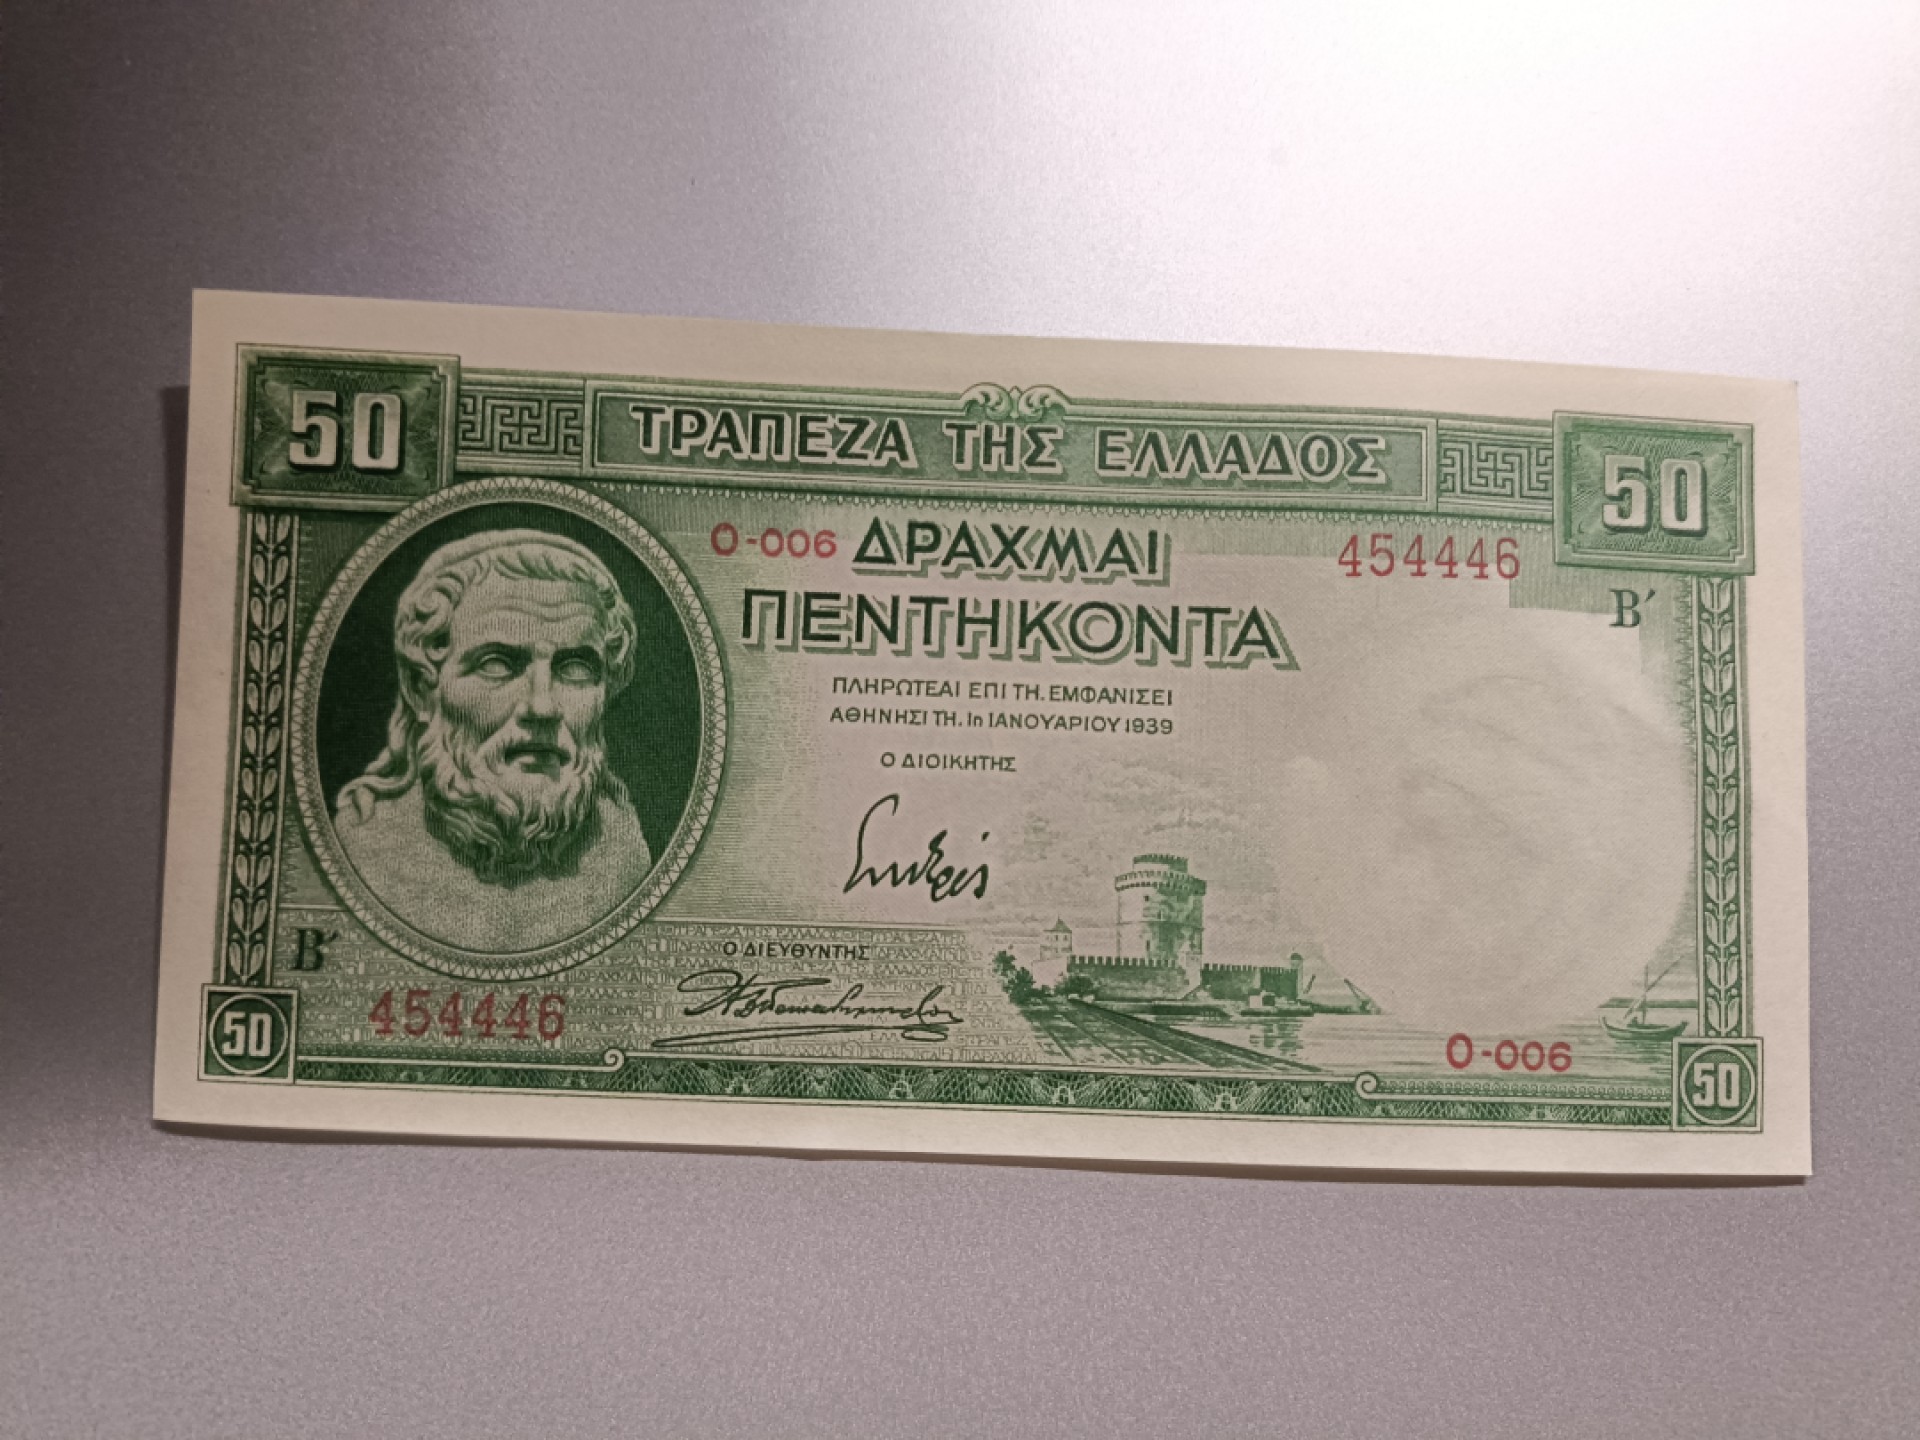 50 ΤΡΑΠΕΖΑ ΤΗΣ ΕΛΛΑΔΟΣ 50
O-006 ΔΡΑΧΜΑΙ 454446
ΠΕΝΤΗΚΟΝΤΑ Β΄
ΠΛΗΡΩΤΕΑΙ ΕΠΙ ΤΗ. ΕΜΦΑΝΙΣΕΙ
ΑΘΗΝΗΣΙ ΤΗ. 1η ΙΑΝΟΥΑΡΙΟΥ 1939
Ο ΔΙΟΙΚΗΤΗΣ
Β΄ Ο ΔΙΕΥΘΥΝΤΗΣ
454446
50 O-006 50